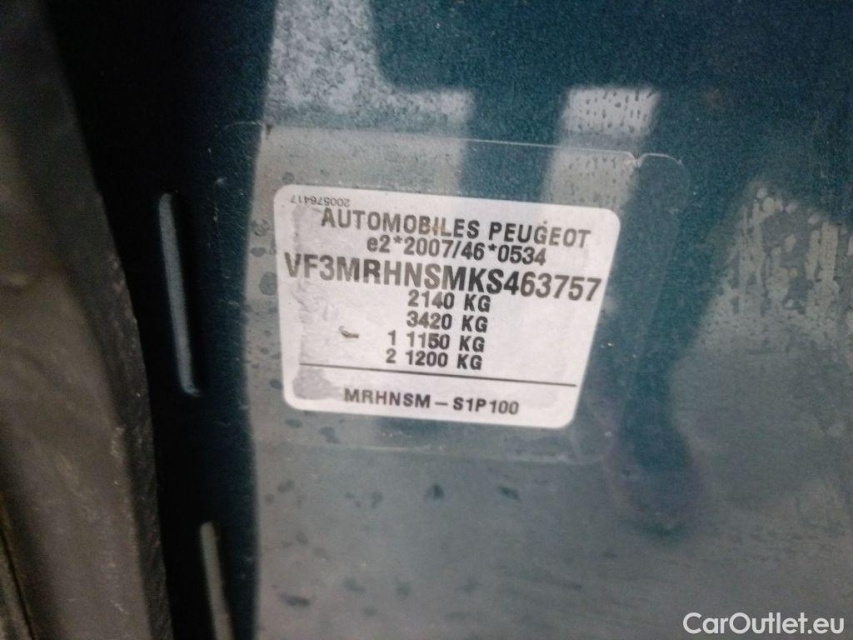 200576417
AUTOMOBILES PEUGEOT
e2*2007/46*0534
VF3MRHNSMKS463757
2140 KG
3420 KG
1 1150 KG
2 1200 KG
MRHNSM-S1P100
CarOutlet.eu